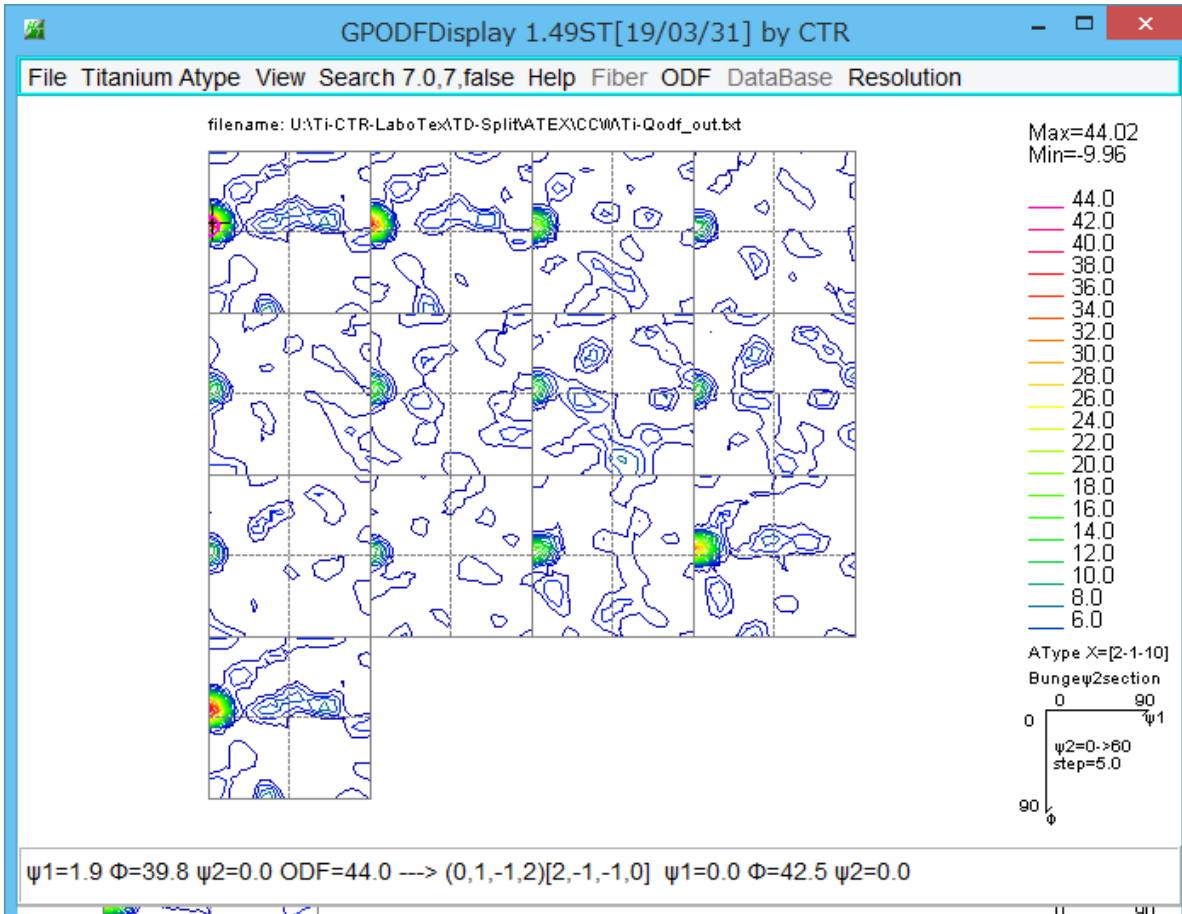 GPODFDisplay 1.49ST[19/03/31] by CTR
File Titanium Atype View Search 7.0,7,false Help Fiber ODF DataBase Resolution
filename: U:\Ti-CTR-LaboTex\TD-Split\ATEX\CCW\Ti-Qodf_out.txt
Max=44.02
Min=-9.96
44.0
42.0
40.0
38.0
36.0
34.0
32.0
30.0
28.0
26.0
24.0
22.0
20.0
18.0
16.0
14.0
12.0
10.0
8.0
6.0
AType X=[2-1-10]
Bungeψ2section
0 90
0 ψ1
ψ2=0->60
step=5.0
90
Φ
ψ1=1.9 Φ=39.8 ψ2=0.0 ODF=44.0 ---> (0,1,-1,2)[2,-1,-1,0] ψ1=0.0 Φ=42.5 ψ2=0.0
0 90